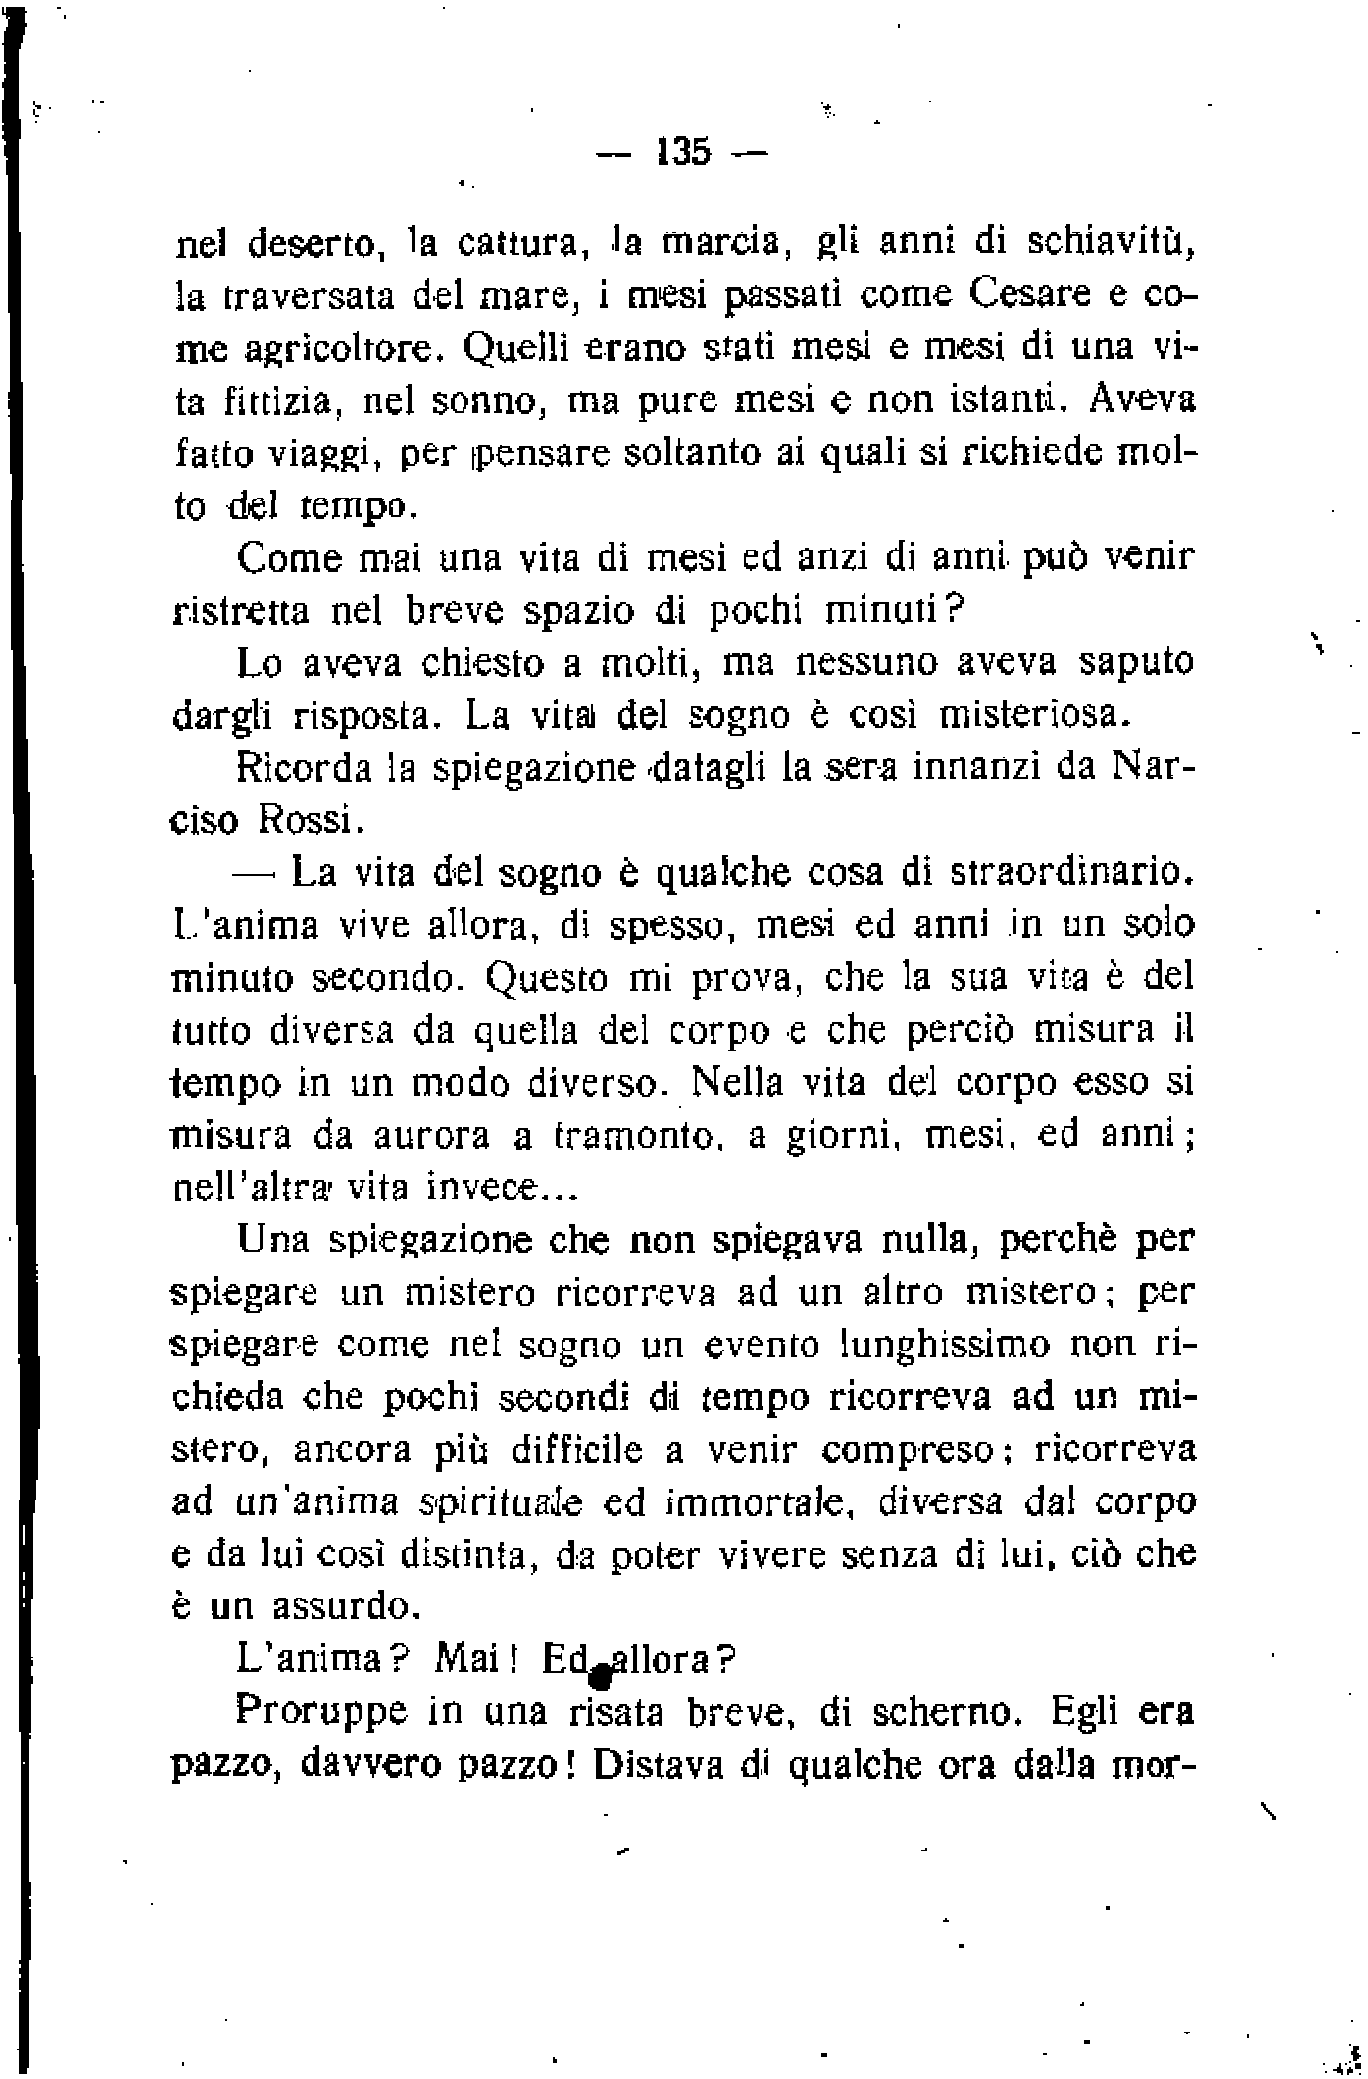 — 135 —
nel deserto, la cattura, la marcia, gli anni di schiavitù,
la traversata del mare, i mesi passati come Cesare e co-
me agricoltore. Quelli erano stati mesi e mesi di una vi-
ta fittizia, nel sonno, ma pure mesi e non istanti. Aveva
fatto viaggi, per pensare soltanto ai quali si richiede mol-
to del tempo.
Come mai una vita di mesi ed anzi di anni può venir
ristretta nel breve spazio di pochi minuti?
Lo aveva chiesto a molti, ma nessuno aveva saputo
dargli risposta. La vita del sogno è così misteriosa.
Ricorda la spiegazione datagli la sera innanzi da Nar-
ciso Rossi.
— La vita del sogno è qualche cosa di straordinario.
L'anima vive allora, di spesso, mesi ed anni in un solo
minuto secondo. Questo mi prova, che la sua vita è del
tutto diversa da quella del corpo e che perciò misura il
tempo in un modo diverso. Nella vita del corpo esso si
misura da aurora a tramonto, a giorni, mesi, ed anni;
nell'altra vita invece...
Una spiegazione che non spiegava nulla, perchè per
spiegare un mistero ricorreva ad un altro mistero; per
spiegare come nel sogno un evento lunghissimo non ri-
chieda che pochi secondi di tempo ricorreva ad un mi-
stero, ancora più difficile a venir compreso; ricorreva
ad un'anima spirituale ed immortale, diversa dal corpo
e da lui così distinta, da poter vivere senza di lui, ciò che
è un assurdo.
L'anima? Mai! Ed allora?
Proruppe in una risata breve, di scherno. Egli era
pazzo, davvero pazzo! Distava di qualche ora dalla mor-